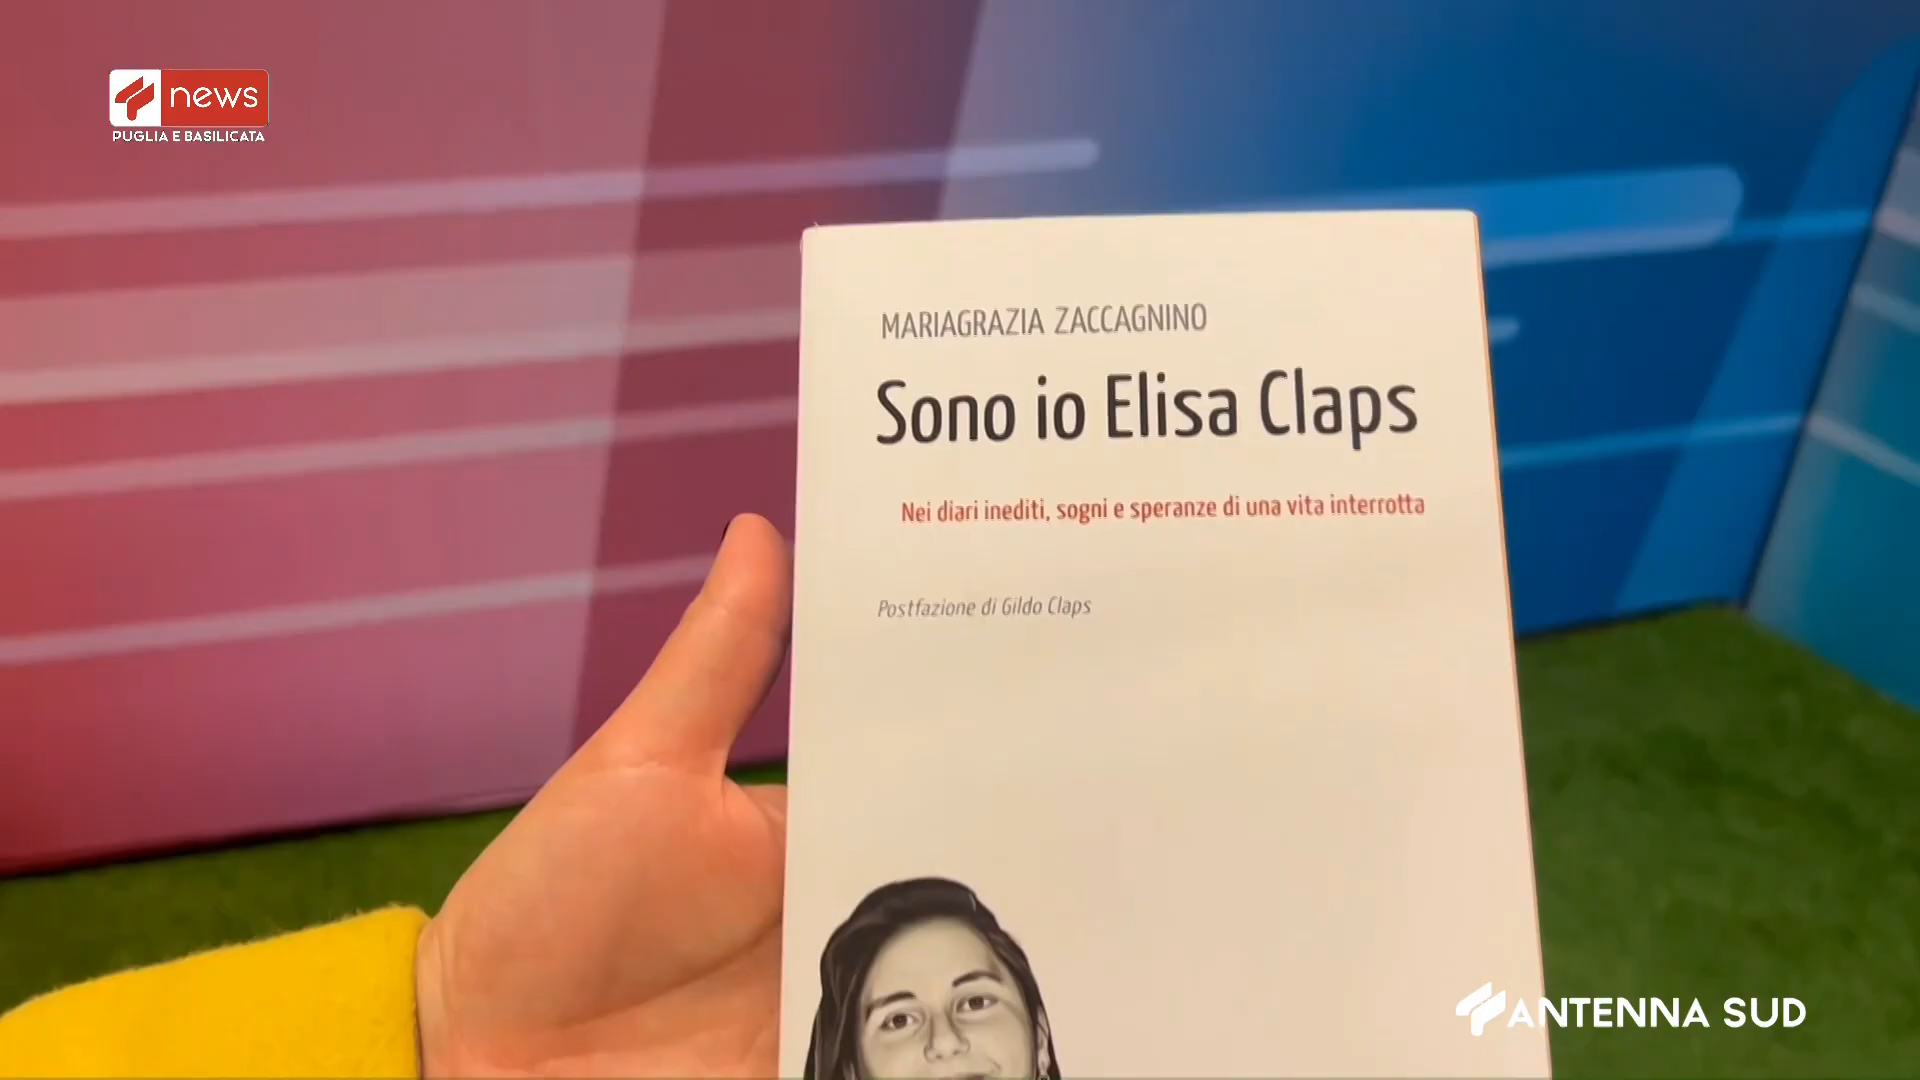 news
PUGLIA E BASILICATA
MARIAGRAZIA ZACCAGNINO
Sono io Elisa Claps
Nei diari inediti, sogni e speranze di una vita interrotta
Postfazione di Gildo Claps
ANTENNA SUD